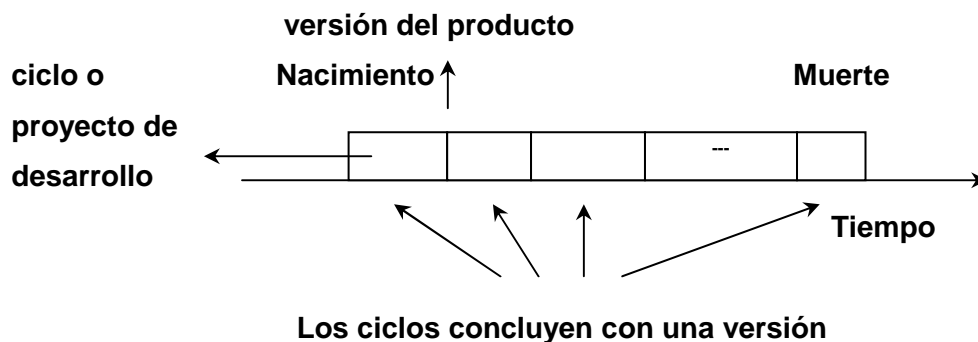 versión del producto
ciclo o
proyecto de
desarrollo
Nacimiento
Muerte
---
Tiempo
Los ciclos concluyen con una versión